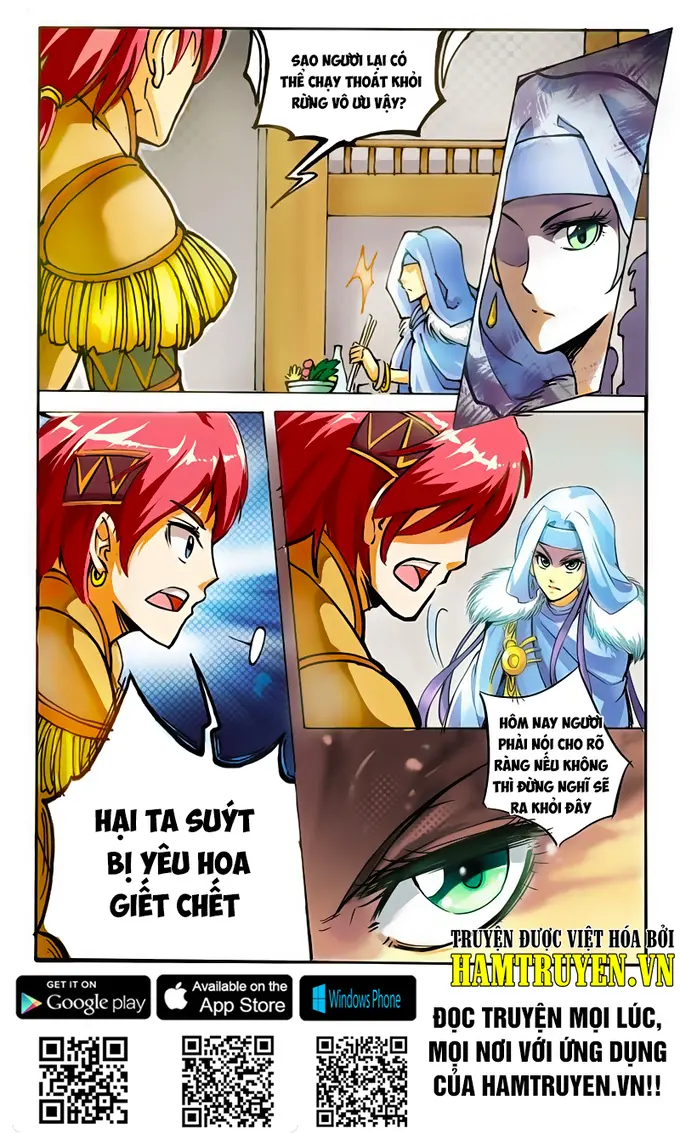 SAO NGƯƠI LẠI CÓ
THỂ CHẠY THOÁT KHỎI
RỪNG VÔ ƯU VẬY?
HẠI TA SUÝT
BỊ YÊU HOA
GIẾT CHẾT
HÔM NAY NGƯƠI
PHẢI NÓI CHO RÕ
RÀNG NẾU KHÔNG
THÌ ĐỪNG NGHĨ SẼ
RA KHỎI ĐÂY
TRUYỆN ĐƯỢC VIỆT HÓA BỞI
HAMTRUYEN.VN
GET IT ON
Google play
Available on the
App Store
Windows Phone
ĐỌC TRUYỆN MỌI LÚC,
MỌI NƠI VỚI ỨNG DỤNG
CỦA HAMTRUYEN.VN!!